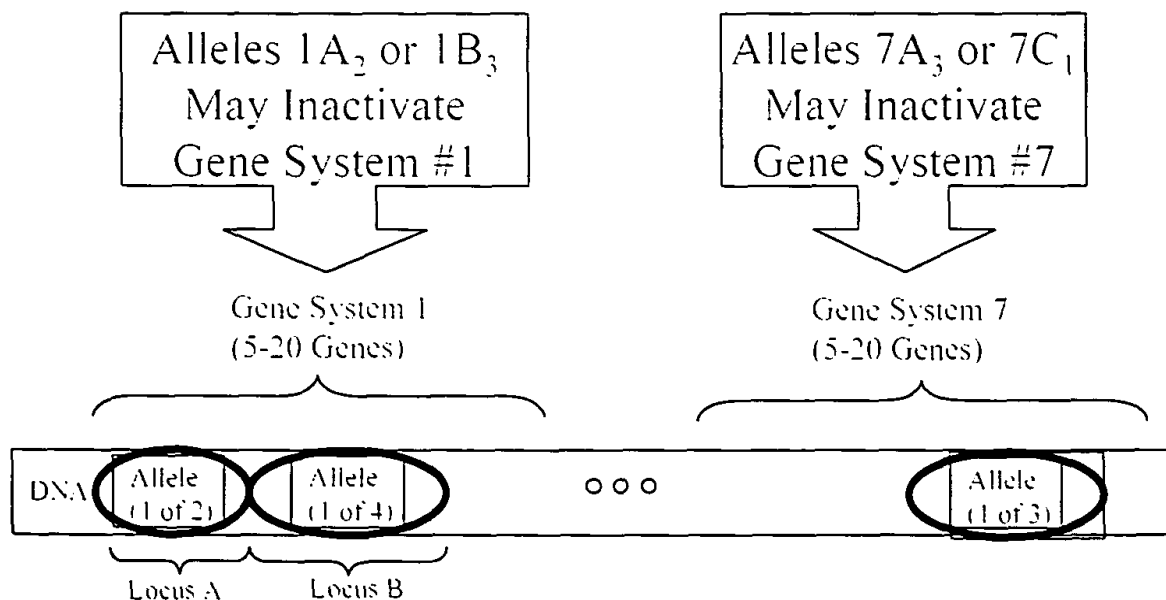 Alleles 1A₂ or 1B₃
May Inactivate
Gene System #1
Alleles 7A₃ or 7C₁
May Inactivate
Gene System #7
Gene System 1
(5-20 Genes)
Gene System 7
(5-20 Genes)
DNA
Allele
(1 of 2)
Allele
(1 of 4)
Allele
(1 of 3)
Locus A
Locus B